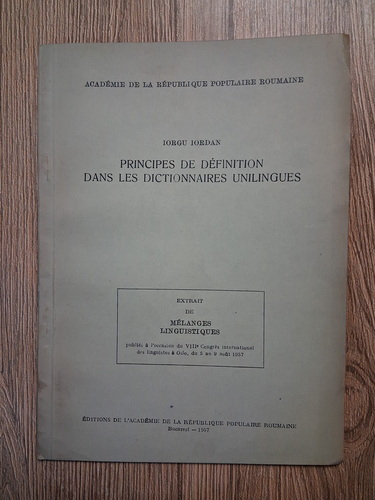 ACADÉMIE DE LA RÉPUBLIQUE POPULAIRE ROUMAINE
IORGU IORDAN
PRINCIPES DE DÉFINITION
DANS LES DICTIONNAIRES UNILINGUES
EXTRAIT
DE
MÉLANGES
LINGUISTIQUES
publiés à l'occasion du VIIIe Congrès international
des linguistes à Oslo, du 5 au 9 août 1957
ÉDITIONS DE L'ACADÉMIE DE LA RÉPUBLIQUE POPULAIRE ROUMAINE
Bucarest — 1957